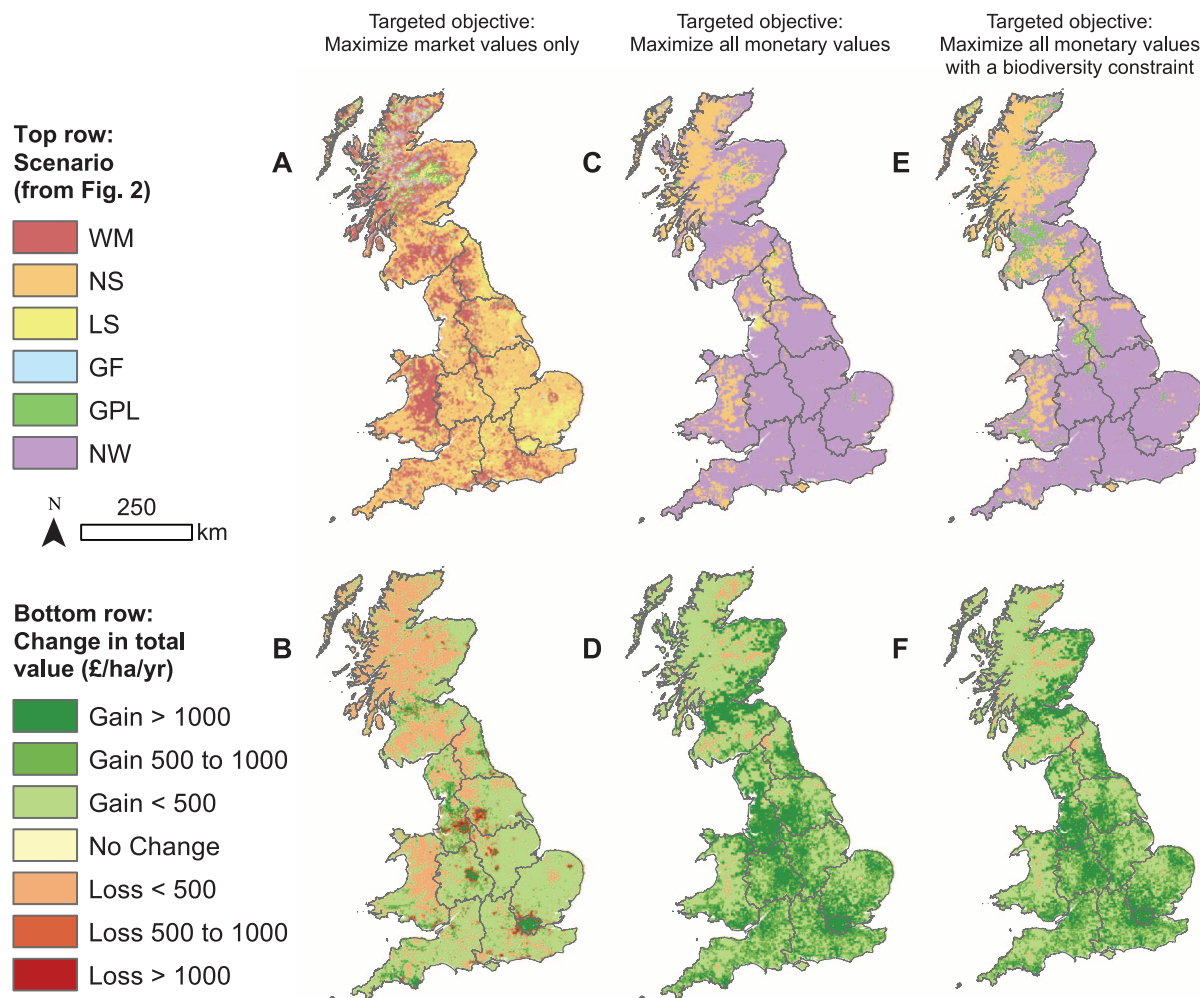 Targeted objective:
Maximize market values only
Targeted objective:
Maximize all monetary values
Targeted objective:
Maximize all monetary values
with a biodiversity constraint
Top row:
Scenario
(from Fig. 2)
WM
NS
LS
GF
GPL
NW
N
250
km
A
C
E
Bottom row:
Change in total
value (£/ha/yr)
Gain > 1000
Gain 500 to 1000
Gain < 500
No Change
Loss < 500
Loss 500 to 1000
Loss > 1000
B
D
F